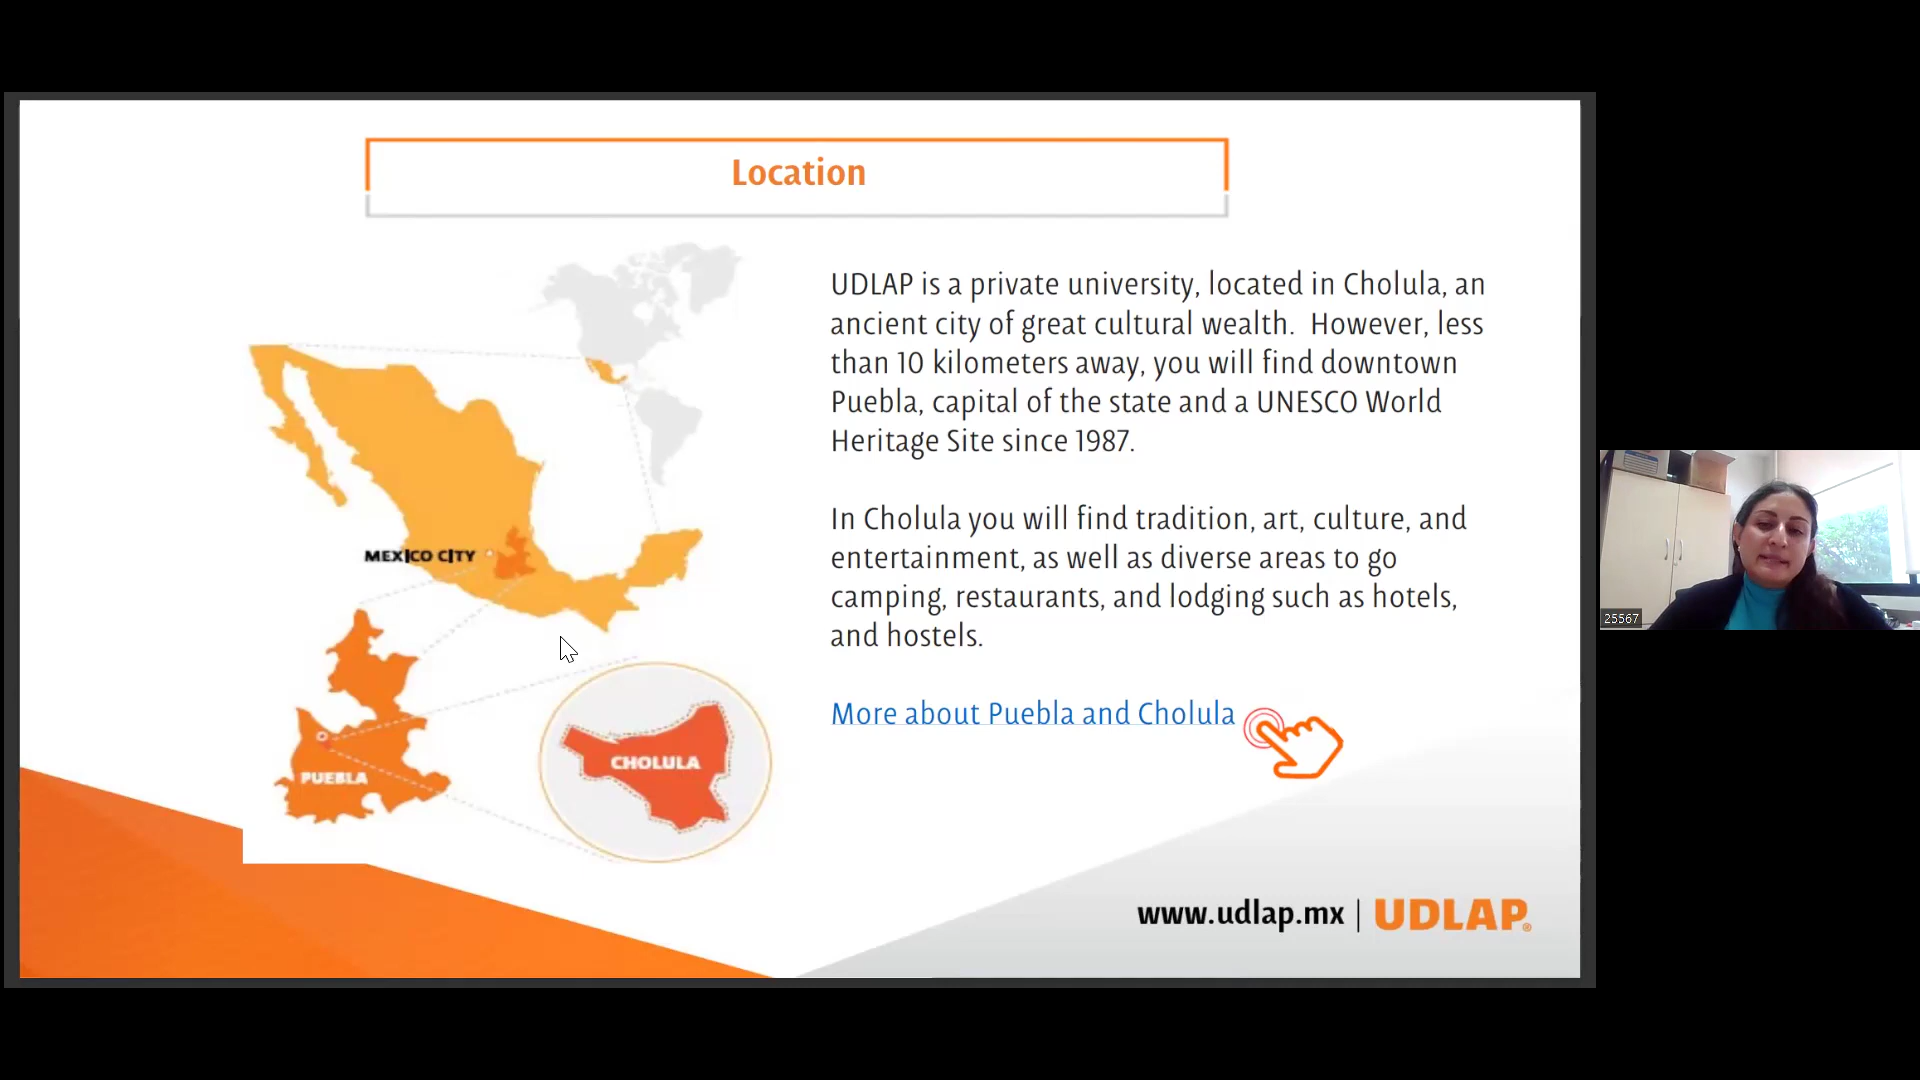 Location
UDLAP is a private university, located in Cholula, an
ancient city of great cultural wealth. However, less
than 10 kilometers away, you will find downtown
Puebla, capital of the state and a UNESCO World
Heritage Site since 1987.
In Cholula you will find tradition, art, culture, and
entertainment, as well as diverse areas to go
camping, restaurants, and lodging such as hotels,
and hostels.
More about Puebla and Cholula
MEXICO CITY
PUEBLA
CHOLULA
www.udlap.mx | UDLAP®
25567